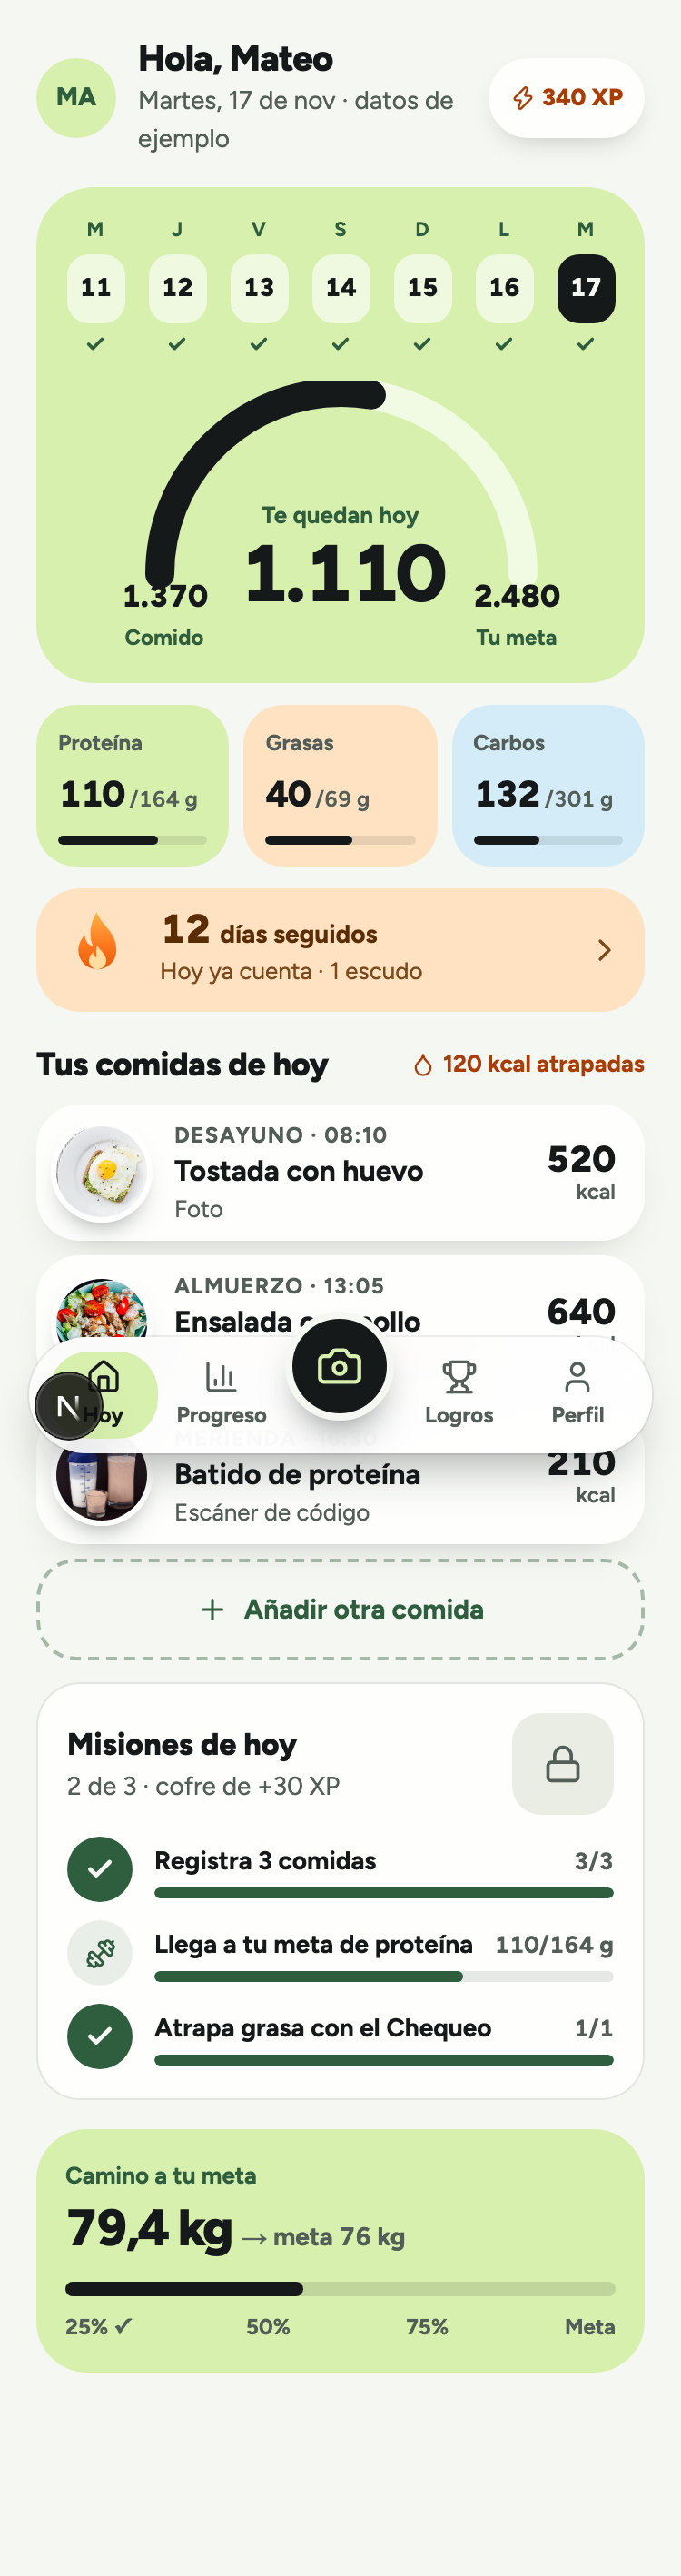 MA
Hola, Mateo
Martes, 17 de nov · datos de
ejemplo
340 XP
M J V S D L M
11 12 13 14 15 16 17
Te quedan hoy
1.110
1.370
Comido
2.480
Tu meta
Proteína
110 /164 g
Grasas
40 /69 g
Carbos
132 /301 g
12 días seguidos
Hoy ya cuenta · 1 escudo
Tus comidas de hoy
120 kcal atrapadas
DESAYUNO · 08:10
Tostada con huevo
Foto
520
kcal
ALMUERZO · 13:05
Ensalada
640
N
Hoy
Progreso
Logros
Perfil
MERIENDA · 16:30
Batido de proteína
Escáner de código
210
kcal
+ Añadir otra comida
Misiones de hoy
2 de 3 · cofre de +30 XP
Registra 3 comidas 3/3
Llega a tu meta de proteína 110/164 g
Atrapa grasa con el Chequeo 1/1
Camino a tu meta
79,4 kg → meta 76 kg
25% ✓ 50% 75% Meta